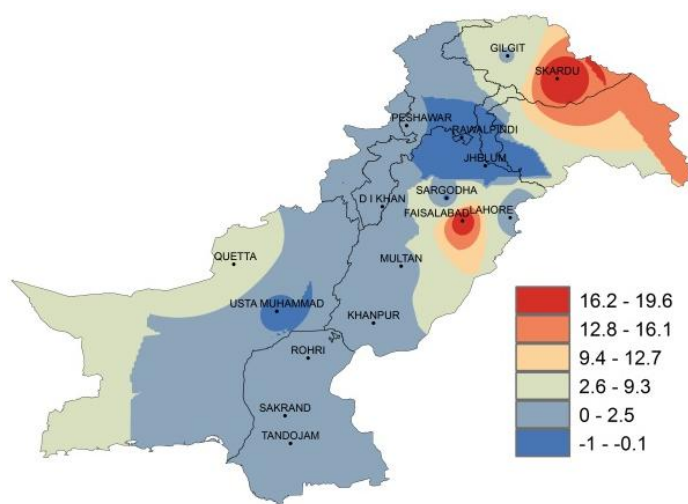 GILGIT
SKARDU
PESHAWAR
RAWALPINDI
JHELUM
SARGODHA
D I KHAN
FAISALABAD
LAHORE
QUETTA
MULTAN
USTA MUHAMMAD
KHANPUR
ROHRI
SAKRAND
TANDOJAM
16.2 - 19.6
12.8 - 16.1
9.4 - 12.7
2.6 - 9.3
0 - 2.5
-1 - -0.1